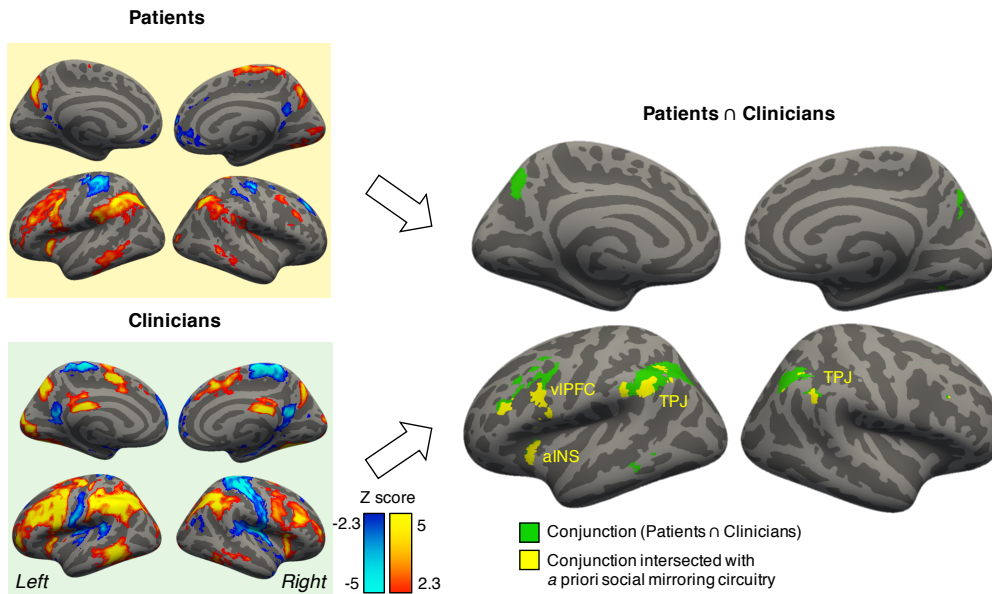 Patients
Clinicians
Left
Right
Z score
-2.3
5
-5
2.3
Patients ∩ Clinicians
vlPFC
TPJ
aINS
TPJ
Conjunction (Patients ∩ Clinicians)
Conjunction intersected with
a priori social mirroring circuitry